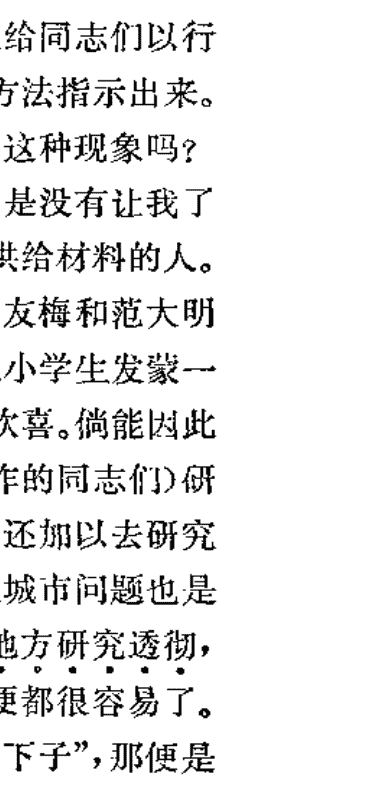 给同志们以行
方法指示出来。
这种现象吗？
是没有让我了
供给材料的人。
友梅和范大明
小学生发蒙一
欢喜。倘能因此
作的同志们）研
还加以去研究
城市问题也是
地方研究透彻，
便都很容易了。
下子”，那便是